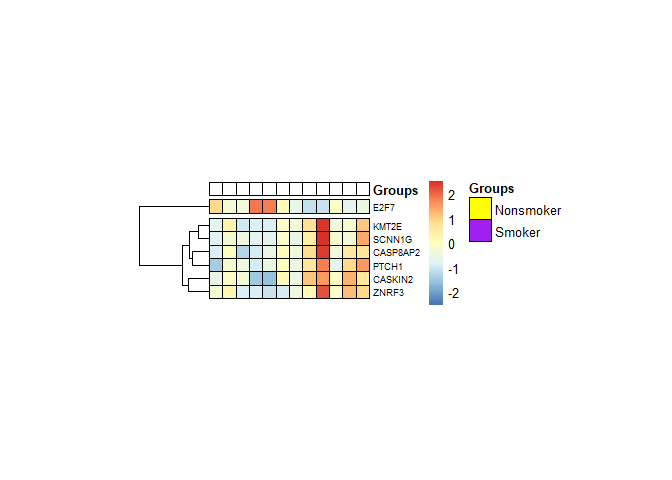 Groups
E2F7
KMT2E
SCNN1G
CASP8AP2
PTCH1
CASKIN2
ZNRF3
2
1
0
-1
-2
Groups
Nonsmoker
Smoker